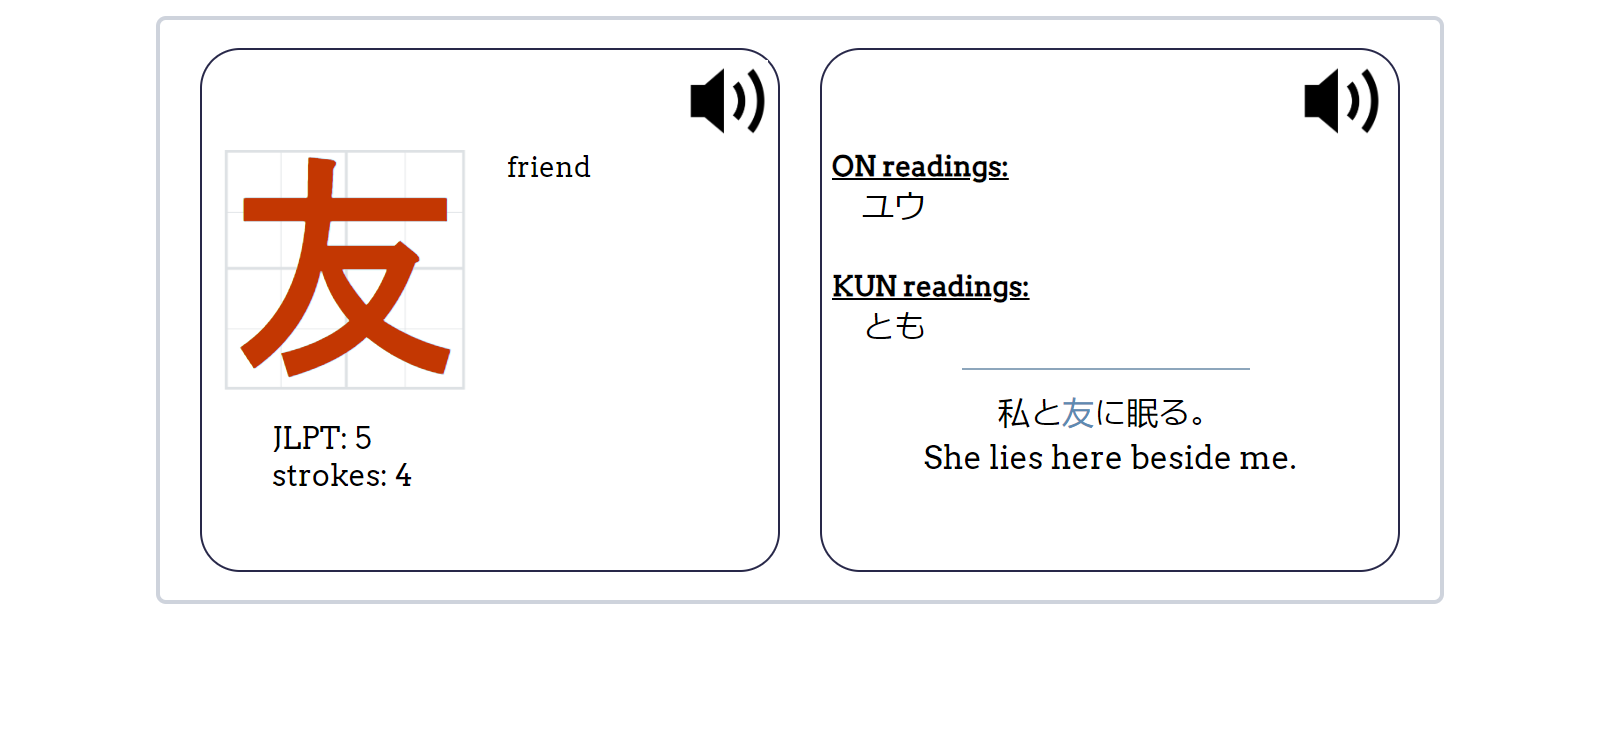 友
friend
JLPT: 5
strokes: 4
ON readings:
ユウ
KUN readings:
とも
私と友に眠る。
She lies here beside me.